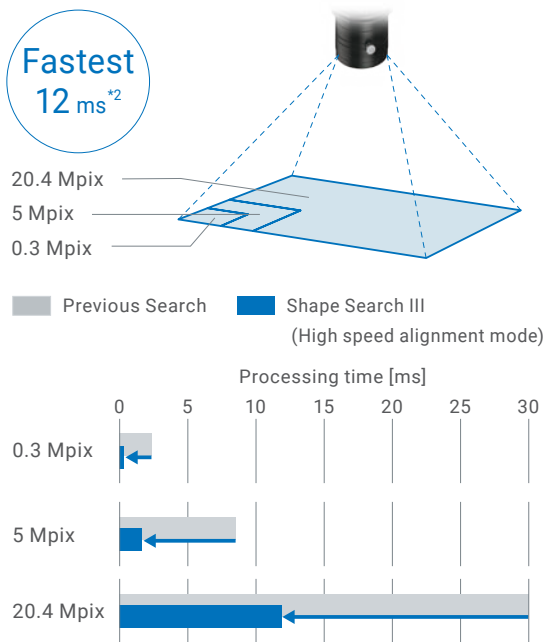 Fastest
12 ms*2
20.4 Mpix
5 Mpix
0.3 Mpix
Previous Search
Shape Search III
(High speed alignment mode)
Processing time [ms]
0 5 10 15 20 25 30
0.3 Mpix
5 Mpix
20.4 Mpix